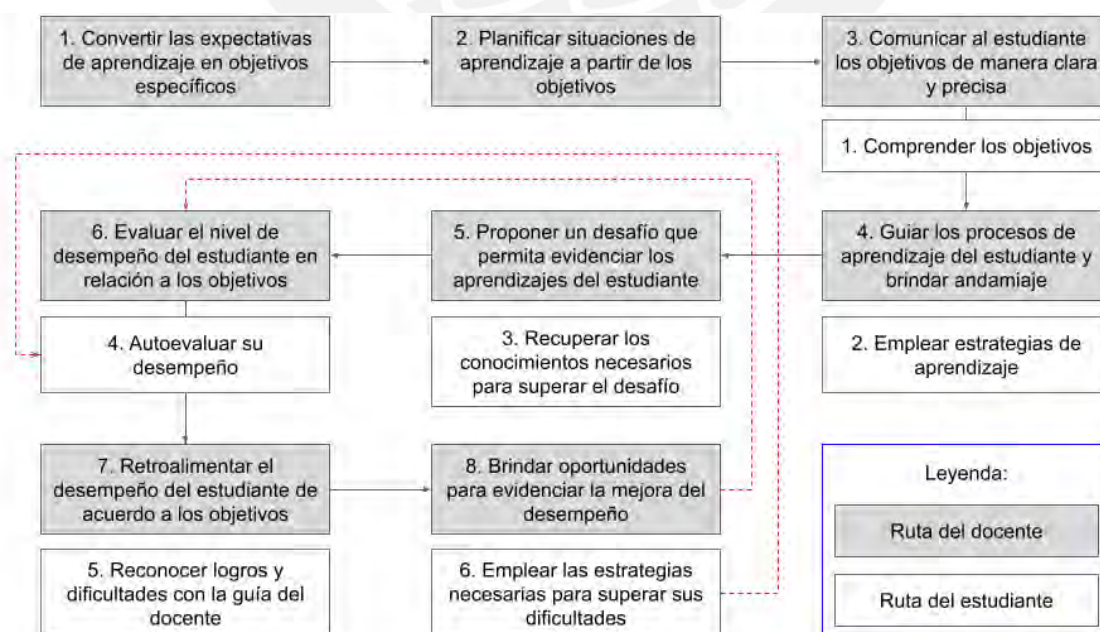 1. Convertir las expectativas
de aprendizaje en objetivos
específicos
2. Planificar situaciones de
aprendizaje a partir de los
objetivos
3. Comunicar al estudiante
los objetivos de manera clara
y precisa
1. Comprender los objetivos
6. Evaluar el nivel de
desempeño del estudiante en
relación a los objetivos
5. Proponer un desafío que
permita evidenciar los
aprendizajes del estudiante
4. Guiar los procesos de
aprendizaje del estudiante y
brindar andamiaje
4. Autoevaluar su
desempeño
3. Recuperar los
conocimientos necesarios
para superar el desafío
2. Emplear estrategias de
aprendizaje
7. Retroalimentar el
desempeño del estudiante de
acuerdo a los objetivos
8. Brindar oportunidades
para evidenciar la mejora del
desempeño
Leyenda:
Ruta del docente
5. Reconocer logros y
dificultades con la guía del
docente
6. Emplear las estrategias
necesarias para superar sus
dificultades
Ruta del estudiante